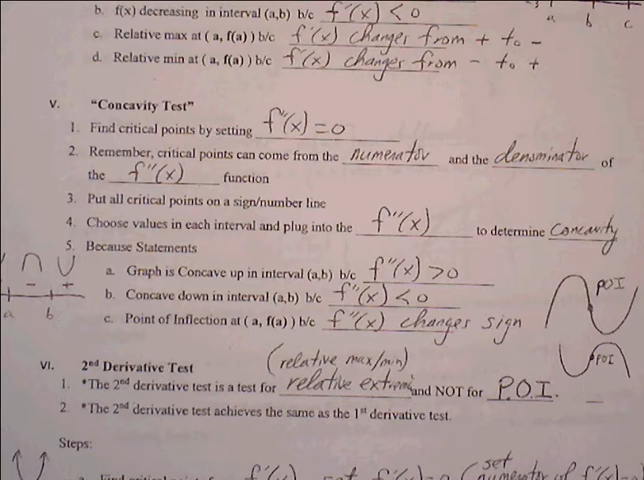 b. f(x) decreasing in interval (a,b) b/c f'(x) < 0
c. Relative max at ( a, f(a) ) b/c f'(x) changes from + to -
d. Relative min at ( a, f(a) ) b/c f'(x) changes from - to +
a b c
V. "Concavity Test"
1. Find critical points by setting f"(x) = 0
2. Remember, critical points can come from the numerator and the denominator of
the f"(x) function
3. Put all critical points on a sign/number line
4. Choose values in each interval and plug into the f"(x) to determine concavity
5. Because Statements
a. Graph is Concave up in interval (a,b) b/c f"(x) > 0
- +
a b
b. Concave down in interval (a,b) b/c f"(x) < 0
POI
c. Point of Inflection at ( a, f(a) ) b/c f"(x) changes sign
POI
(relative max/min)
VI. 2nd Derivative Test
1. *The 2nd derivative test is a test for relative extrema and NOT for P.O.I.
2. *The 2nd derivative test achieves the same as the 1st derivative test.
Steps:
(set
numerator of f'(x)=0